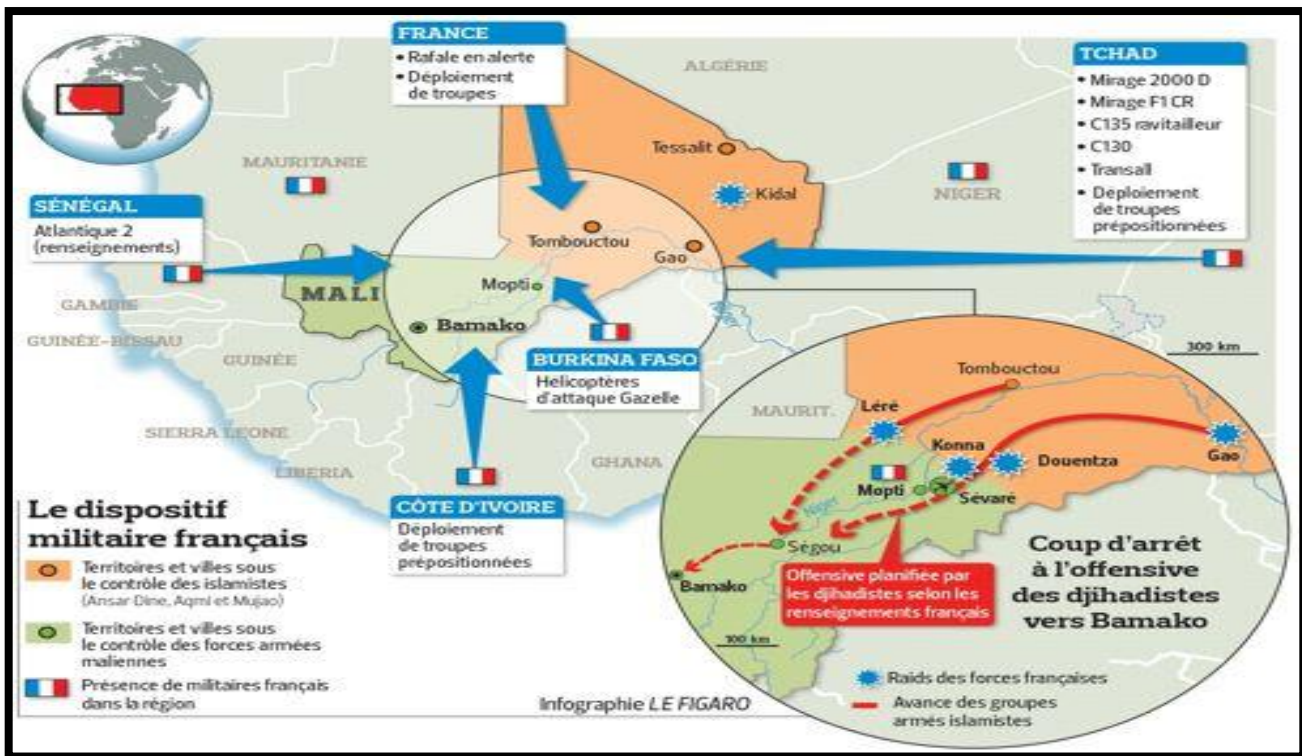 FRANCE
• Rafale en alerte
• Déploiement
de troupes
ALGÉRIE
TCHAD
• Mirage 2000 D
• Mirage F1 CR
• C135 ravitailleur
• C130
• Transall
• Déploiement
de troupes
prépositionnées
MAURITANIE
Tessalit
Kidal
NIGER
SÉNÉGAL
Atlantique 2
(renseignements)
Tombouctou
Gao
Mopti
MALI
Bamako
GAMBIE
GUINÉE-BISSAU
GUINÉE
BURKINA FASO
Hélicoptères
d'attaque Gazelle
SIERRA LEONE
LIBERIA
GHANA
CÔTE D'IVOIRE
Déploiement
de troupes
prépositionnées
300 km
Tombouctou
MAURIT.
Léré
Konna
Douentza
Gao
Mopti
Sévaré
Niger
Ségou
Bamako
Offensive planifiée par
les djihadistes selon les
renseignements français
Coup d'arrêt
à l'offensive
des djihadistes
vers Bamako
100 km
Raids des forces françaises
Avance des groupes
armés islamistes
Le dispositif
militaire français
Territoires et villes sous
le contrôle des islamistes
(Ansar Dine, Aqmi et Mujao)
Territoires et villes sous
le contrôle des forces armées
maliennes
Présence de militaires français
dans la région
Infographie LE FIGARO